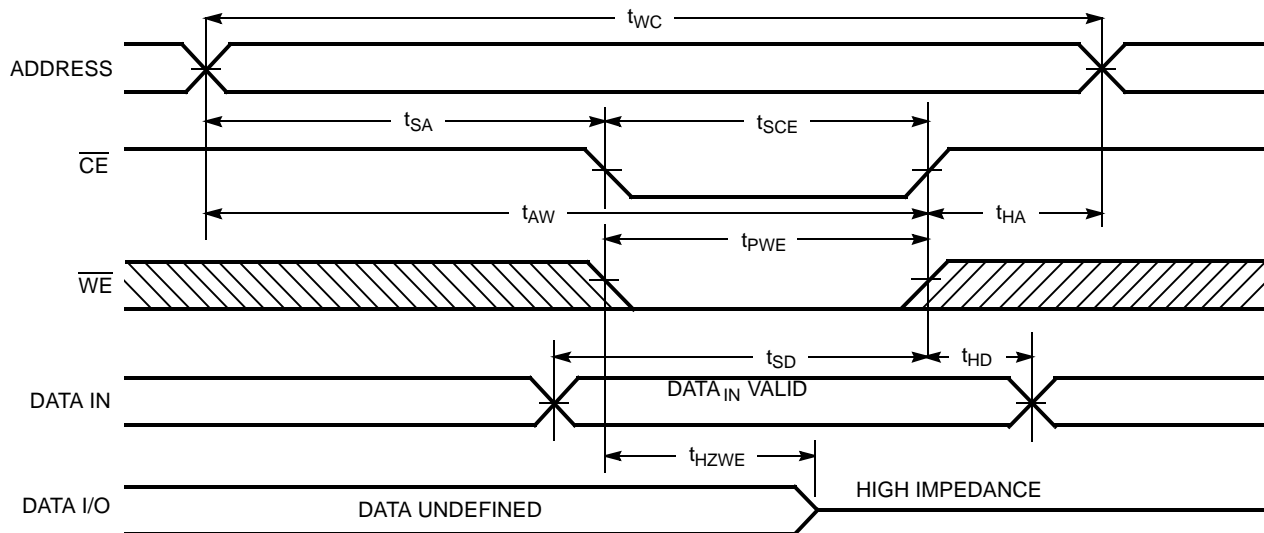 tWC
ADDRESS
tSA
tSCE
CE
tAW
tHA
tPWE
WE
tSD
tHD
DATA IN
DATA IN VALID
tHZWE
DATA I/O
DATA UNDEFINED
HIGH IMPEDANCE